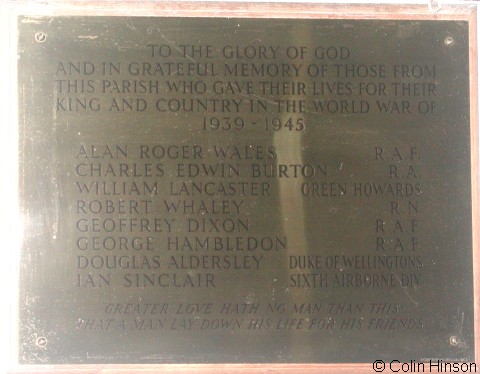 TO THE GLORY OF GOD
AND IN GRATEFUL MEMORY OF THOSE FROM
THIS PARISH WHO GAVE THEIR LIVES FOR THEIR
KING AND COUNTRY IN THE WORLD WAR OF
1939 - 1945
ALAN ROGER WALES R.A.F.
CHARLES EDWIN BURTON R.A.
WILLIAM LANCASTER GREEN HOWARDS
ROBERT WHALEY R.N.
GEOFFREY DIXON R.A.F.
GEORGE HAMBLEDON R.A.F.
DOUGLAS ALDERSLEY DUKE OF WELLINGTONS
IAN SINCLAIR SIXTH AIRBORNE DIV.
GREATER LOVE HATH NO MAN THAN THIS
THAT A MAN LAY DOWN HIS LIFE FOR HIS FRIENDS
© Colin Hinson